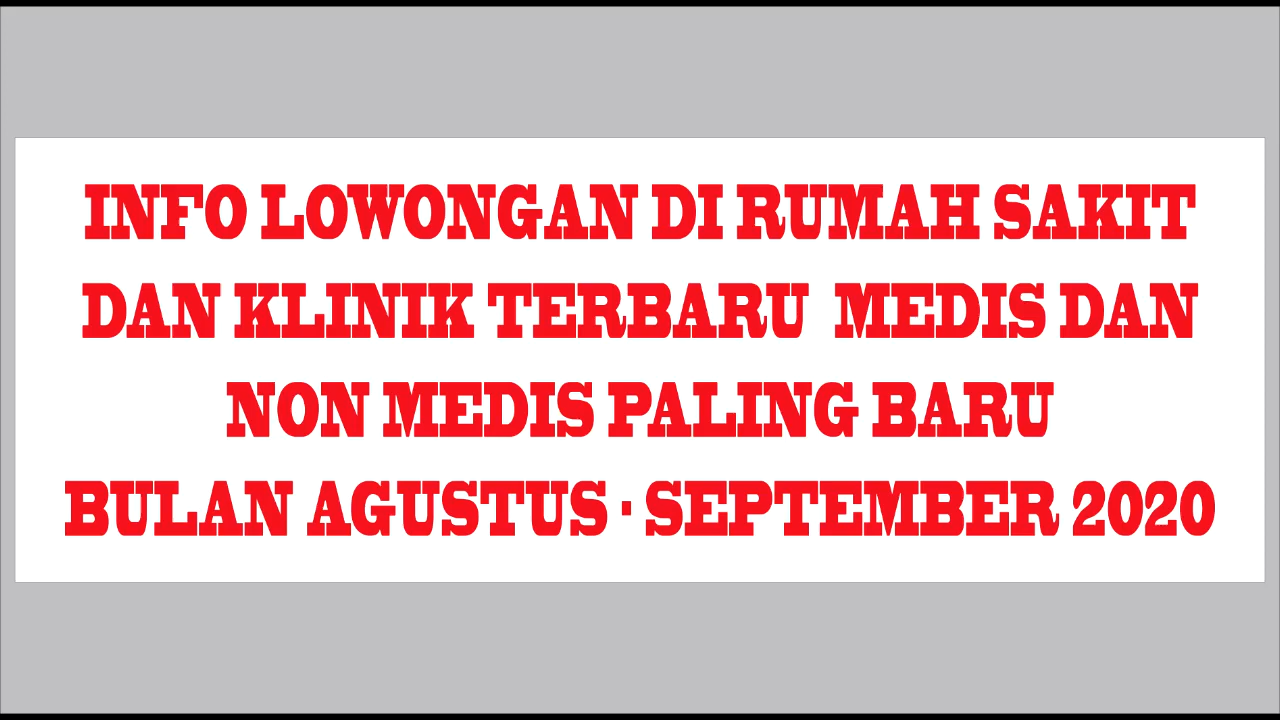 INFO LOWONGAN DI RUMAH SAKIT
DAN KLINIK TERBARU MEDIS DAN
NON MEDIS PALING BARU
BULAN AGUSTUS - SEPTEMBER 2020